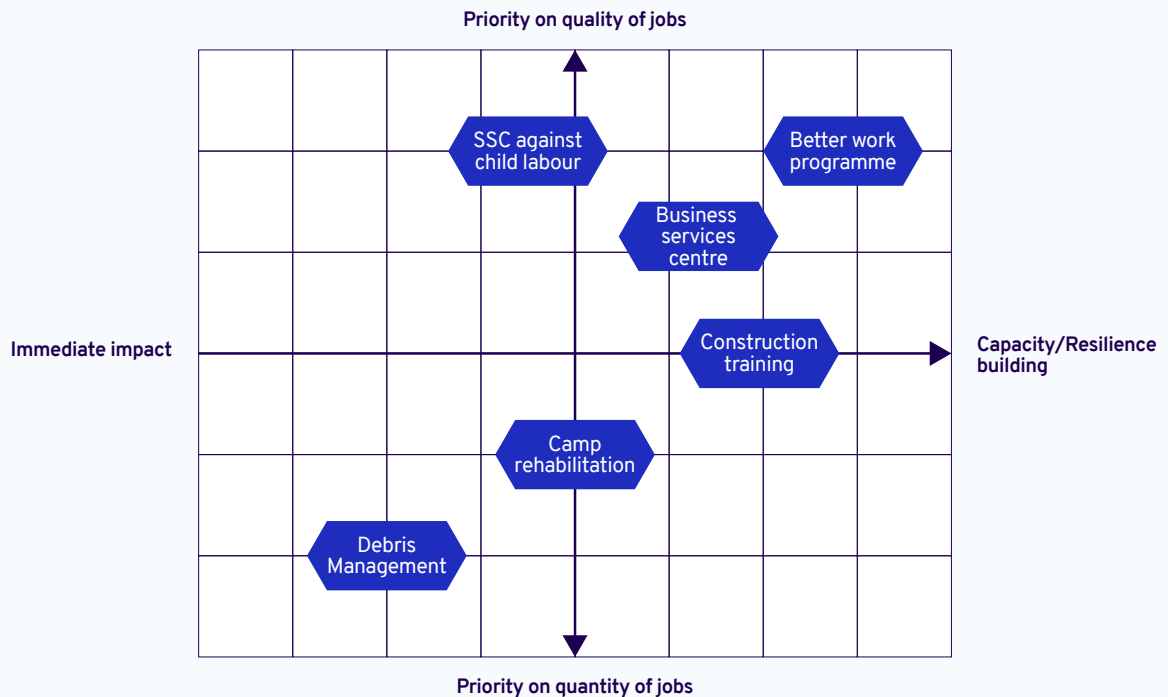 Priority on quality of jobs
SSC against
child labour
Better work
programme
Business
services
centre
Immediate impact
Construction
training
Capacity/Resilience
building
Camp
rehabilitation
Debris
Management
Priority on quantity of jobs